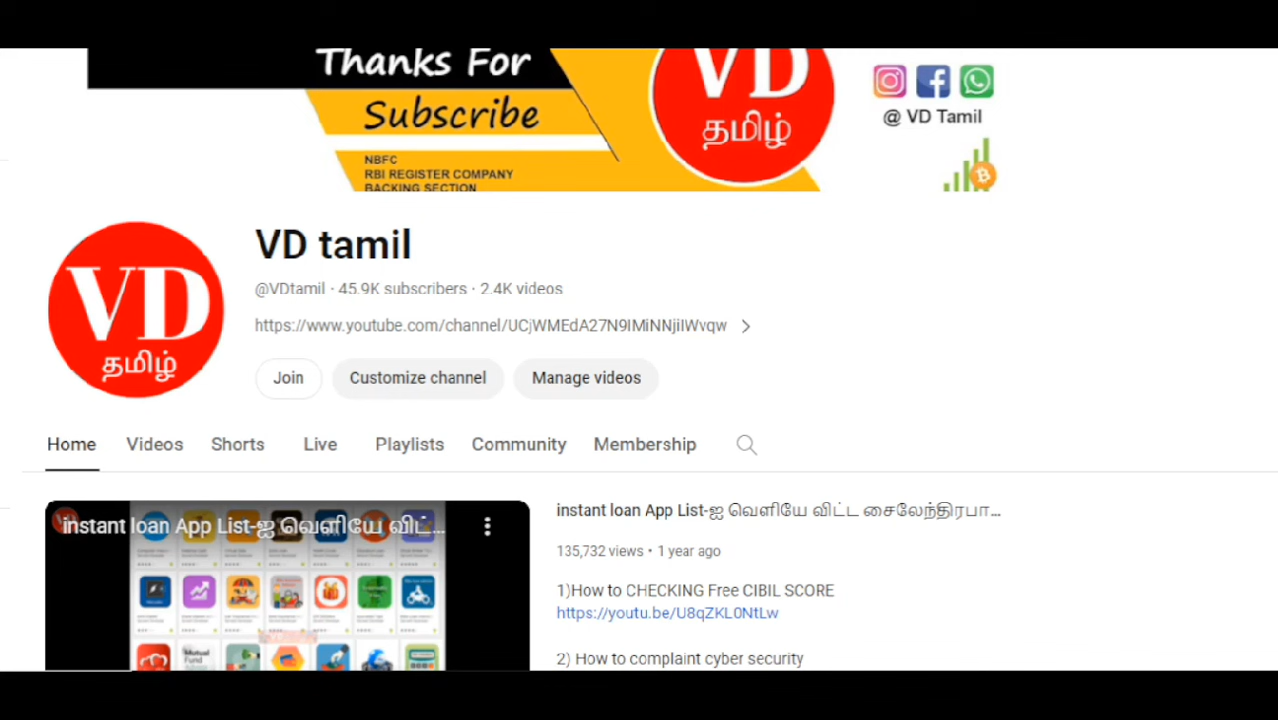 Thanks For
Subscribe
NBFC
RBI REGISTER COMPANY
BACKING SECTION
VD
தமிழ்
@ VD Tamil
VD
தமிழ்
VD tamil
@VDtamil · 45.9K subscribers · 2.4K videos
https://www.youtube.com/channel/UCjWMEdA27N9IMiNNjiIWvqw
Join
Customize channel
Manage videos
Home
Videos
Shorts
Live
Playlists
Community
Membership
instant loan App List-ஐ வெளியே விட்...
instant loan App List-ஐ வெளியே விட்ட சைலேந்திரபா...
135,732 views • 1 year ago
1)How to CHECKING Free CIBIL SCORE
https://youtu.be/U8qZKL0NtLw
2) How to complaint cyber security